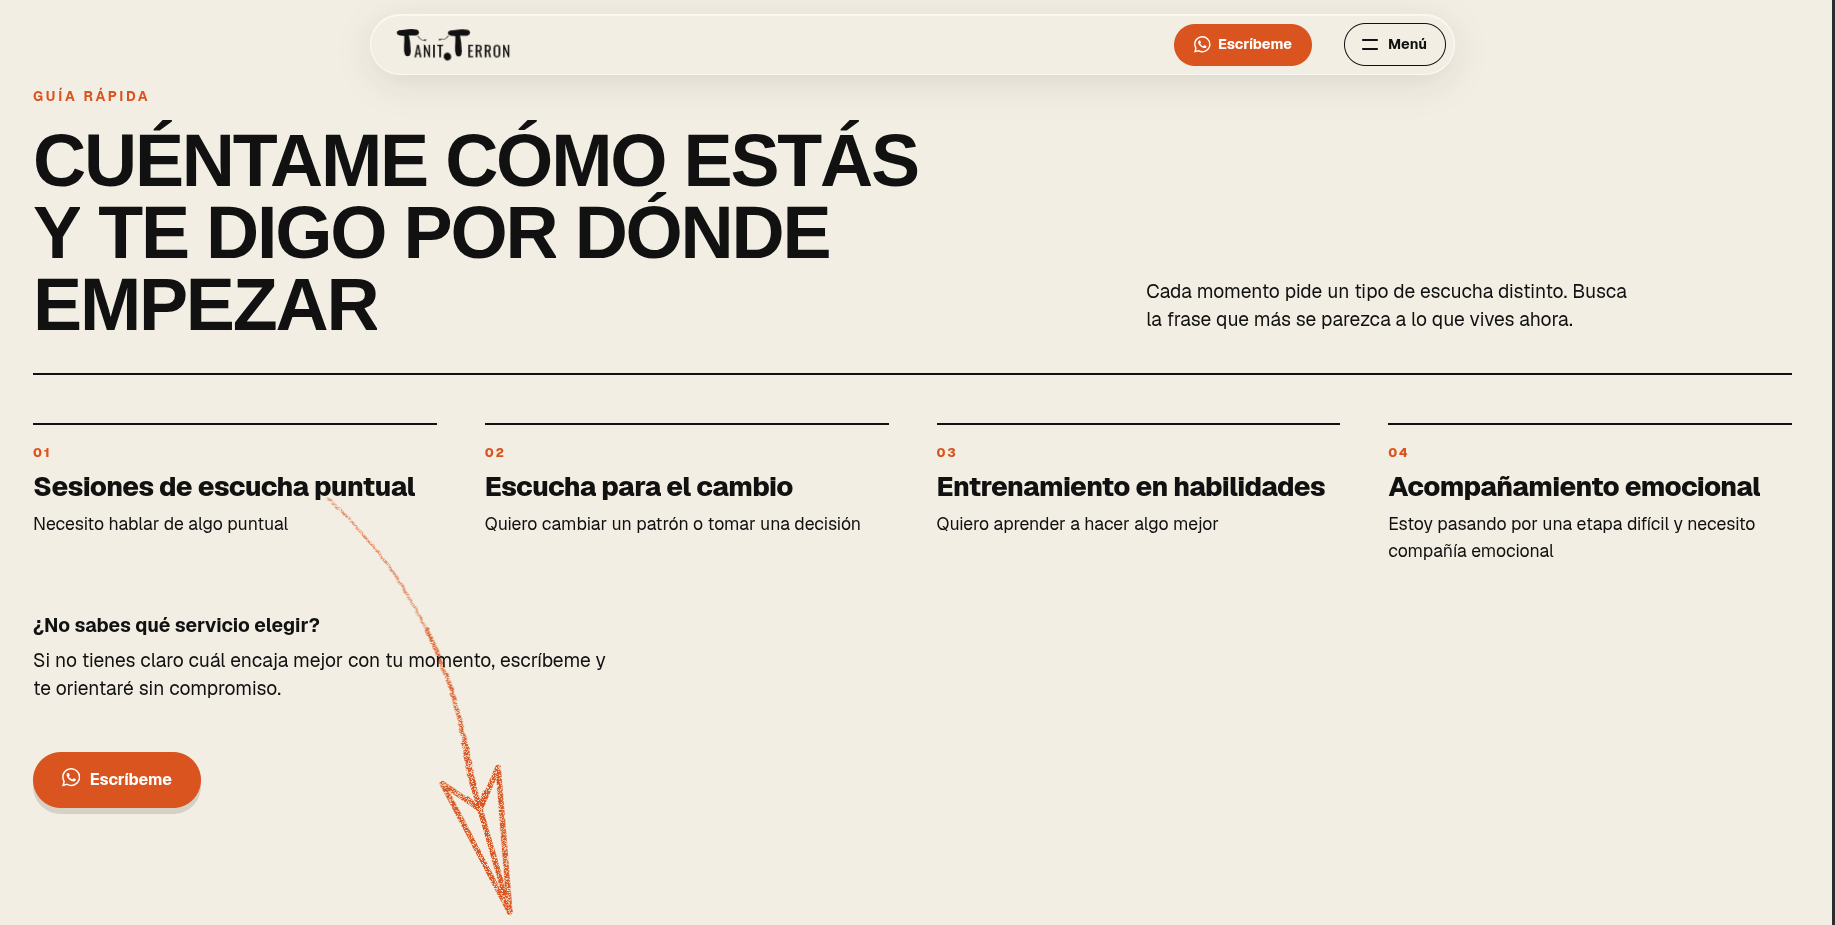 Tanit.Terron
Escríbeme
Menú
GUÍA RÁPIDA
CUÉNTAME CÓMO ESTÁS
Y TE DIGO POR DÓNDE
EMPEZAR
Cada momento pide un tipo de escucha distinto. Busca
la frase que más se parezca a lo que vives ahora.
01
Sesiones de escucha puntual
Necesito hablar de algo puntual
02
Escucha para el cambio
Quiero cambiar un patrón o tomar una decisión
03
Entrenamiento en habilidades
Quiero aprender a hacer algo mejor
04
Acompañamiento emocional
Estoy pasando por una etapa difícil y necesito
compañía emocional
¿No sabes qué servicio elegir?
Si no tienes claro cuál encaja mejor con tu momento, escríbeme y
te orientaré sin compromiso.
Escríbeme